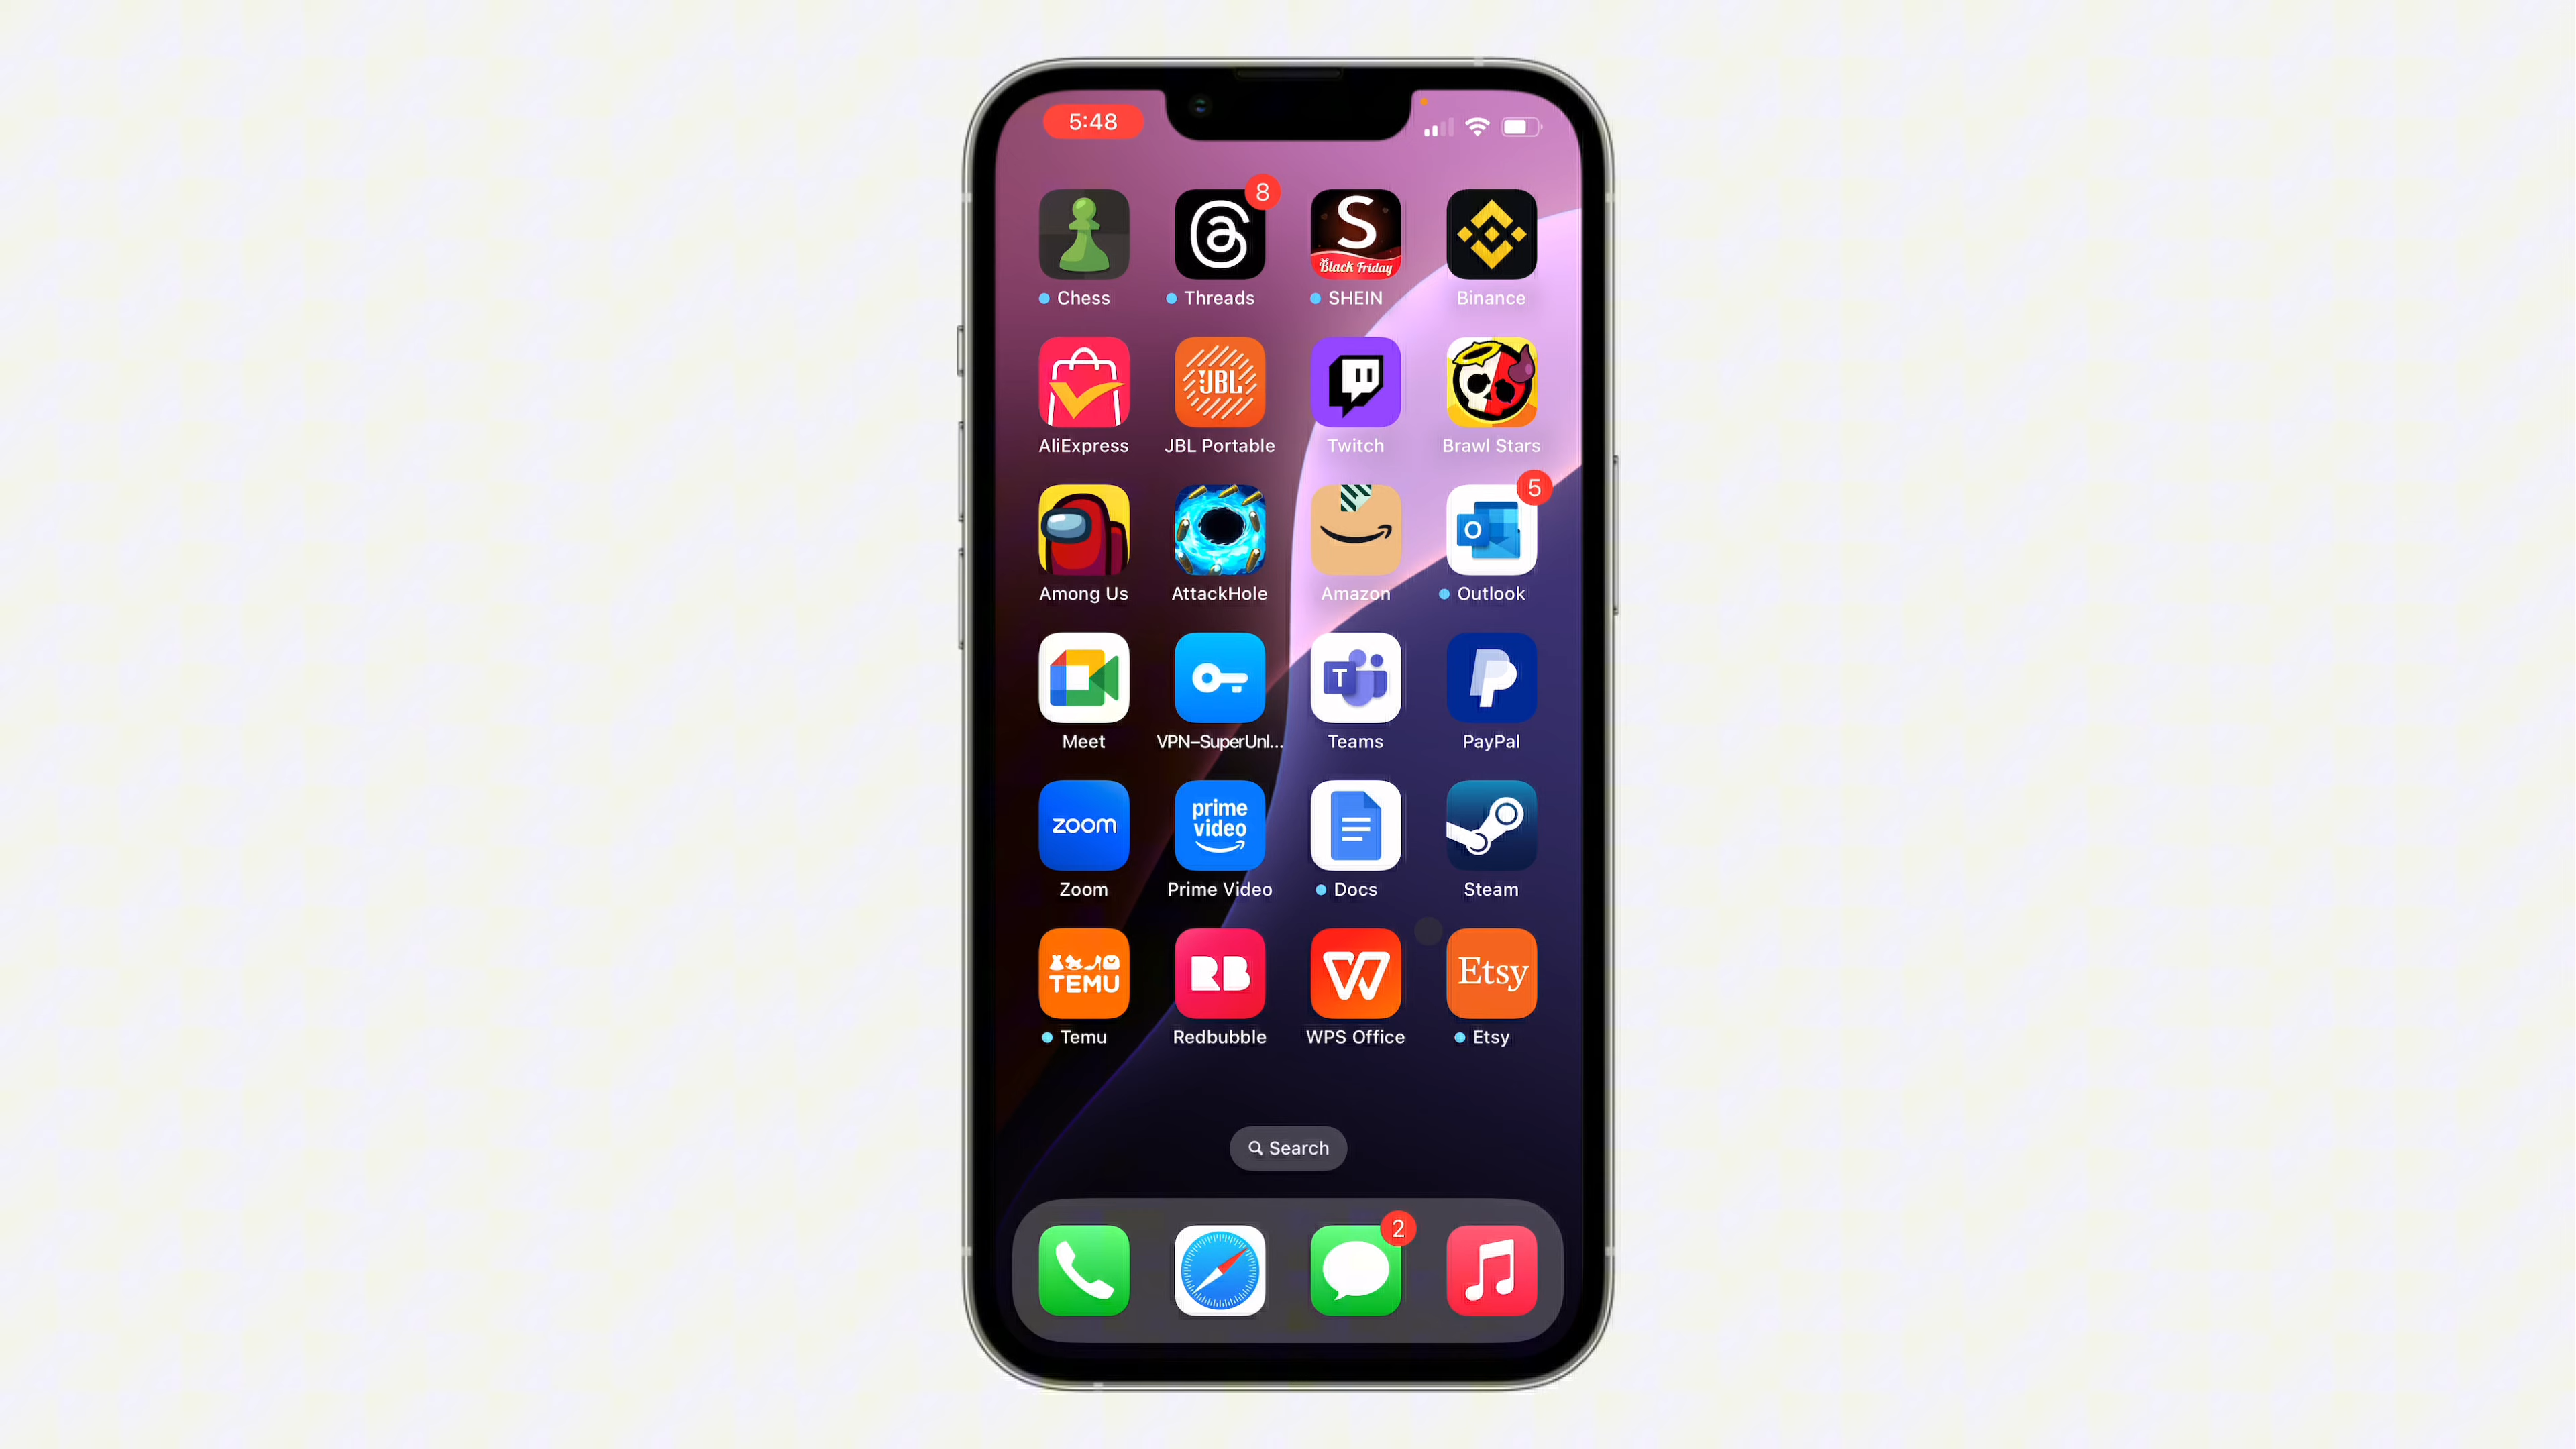 5:48
8
S
Black Friday
Chess
Threads
SHEIN
Binance
JBL
AliExpress
JBL Portable
Twitch
Brawl Stars
5
O
Among Us
AttackHole
Amazon
Outlook
T
Meet
VPN–SuperUnl...
Teams
PayPal
zoom
prime
video
Zoom
Prime Video
Docs
Steam
TEMU
RB
W
Etsy
Temu
Redbubble
WPS Office
Etsy
Search
2